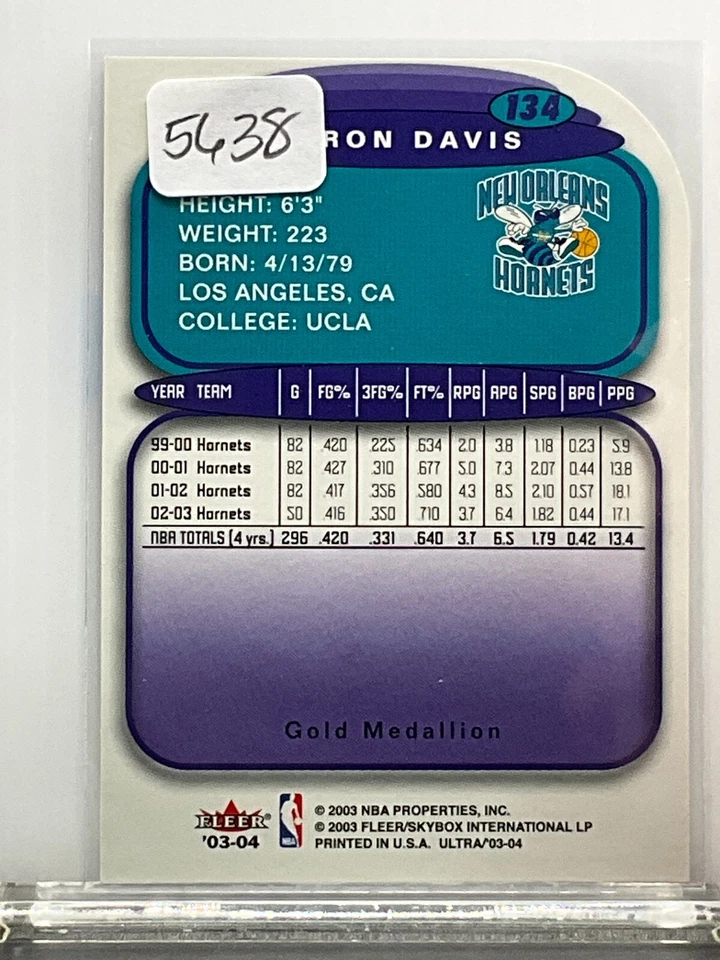 134
5638
RON DAVIS
HEIGHT: 6'3"
WEIGHT: 223
BORN: 4/13/79
LOS ANGELES, CA
COLLEGE: UCLA
NEW ORLEANS
HORNETS
YEAR TEAM G FG% 3FG% FT% RPG APG SPG BPG PPG
99-00 Hornets 82 .420 .225 .634 2.0 3.8 1.18 0.23 5.9
00-01 Hornets 82 .427 .310 .677 5.0 7.3 2.07 0.44 13.8
01-02 Hornets 82 .417 .356 .580 4.3 8.5 2.10 0.57 18.1
02-03 Hornets 50 .416 .350 .710 3.7 6.4 1.82 0.44 17.1
NBA TOTALS (4 yrs.) 296 .420 .331 .640 3.7 6.5 1.79 0.42 13.4
Gold Medallion
FLEER
'03-04
NBA
© 2003 NBA PROPERTIES, INC.
© 2003 FLEER/SKYBOX INTERNATIONAL LP
PRINTED IN U.S.A. ULTRA/'03-04